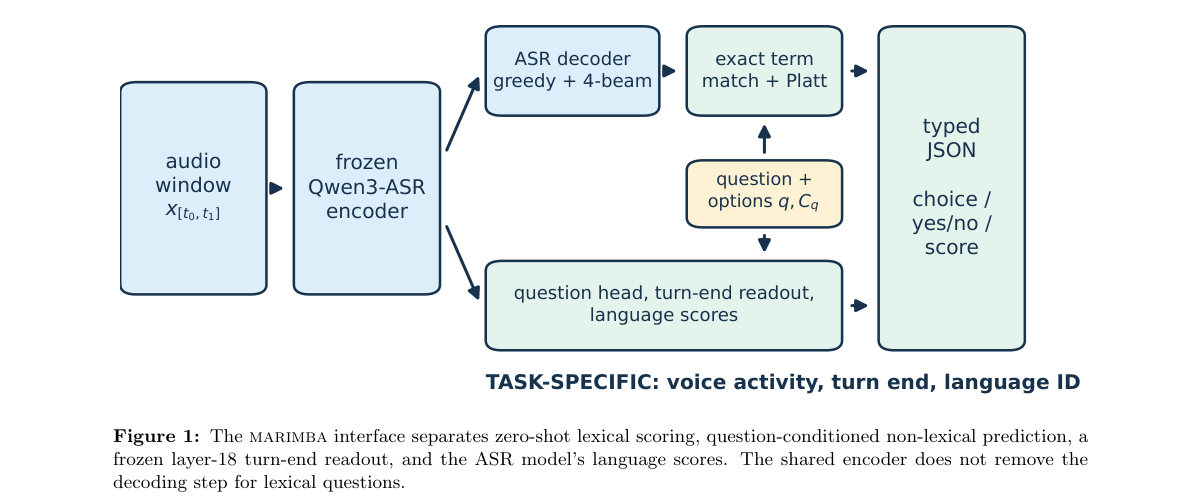 audio
window
x[t0,t1]
frozen
Qwen3-ASR
encoder
ASR decoder
greedy + 4-beam
exact term
match + Platt
question +
options q, Cq
question head, turn-end readout,
language scores
typed
JSON
choice /
yes/no /
score
TASK-SPECIFIC: voice activity, turn end, language ID
Figure 1: The MARIMBA interface separates zero-shot lexical scoring, question-conditioned non-lexical prediction, a
frozen layer-18 turn-end readout, and the ASR model's language scores. The shared encoder does not remove the
decoding step for lexical questions.